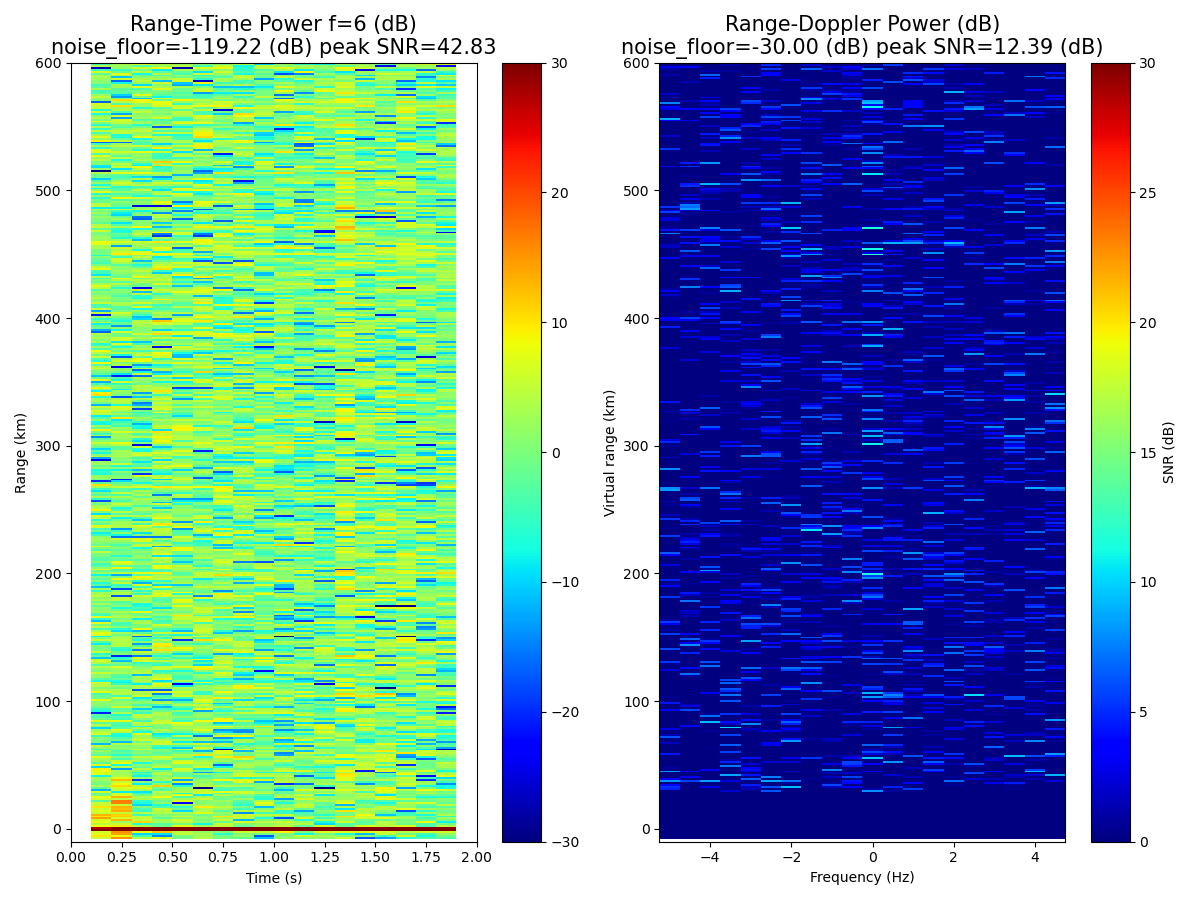 Range-Time Power f=6 (dB)
noise_floor=-119.22 (dB) peak SNR=42.83
Range-Doppler Power (dB)
noise_floor=-30.00 (dB) peak SNR=12.39 (dB)
600
500
400
300
200
100
0
Range (km)
0.00 0.25 0.50 0.75 1.00 1.25 1.50 1.75 2.00
Time (s)
30
20
10
0
−10
−20
−30
600
500
400
300
200
100
0
Virtual range (km)
−4 −2 0 2 4
Frequency (Hz)
30
25
20
15
10
5
0
SNR (dB)